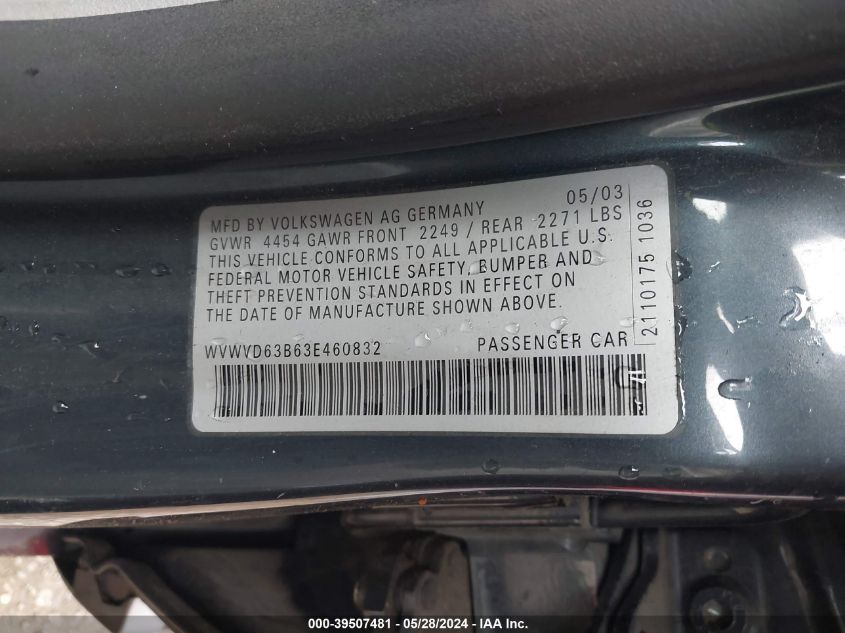 MFD BY VOLKSWAGEN AG GERMANY 05/03
GVWR 4454 GAWR FRONT 2249 / REAR 2271 LBS
THIS VEHICLE CONFORMS TO ALL APPLICABLE U.S.
FEDERAL MOTOR VEHICLE SAFETY, BUMPER AND
THEFT PREVENTION STANDARDS IN EFFECT ON
THE DATE OF MANUFACTURE SHOWN ABOVE.
WVWVD63B63E460832 PASSENGER CAR
2110175 1036
000-39507481 - 05/28/2024 - IAA Inc.